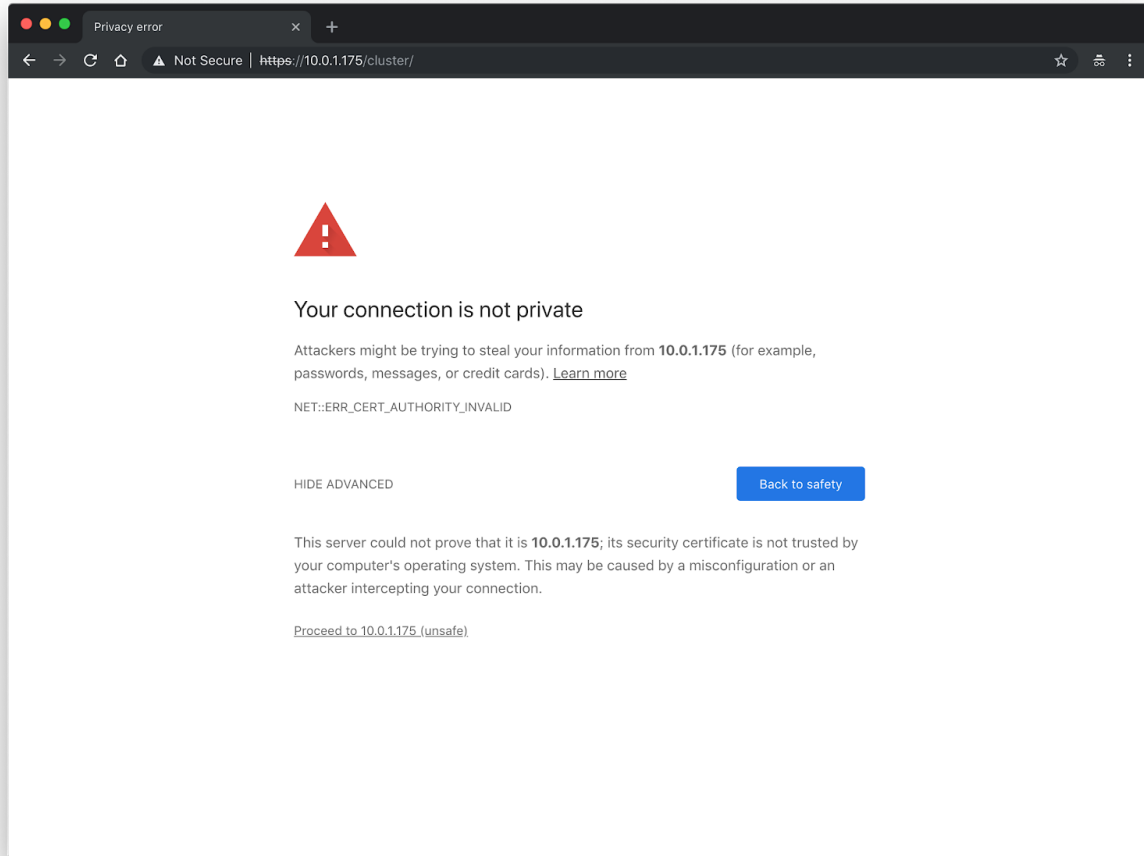 Privacy error
Not Secure | https://10.0.1.175/cluster/
Your connection is not private
Attackers might be trying to steal your information from 10.0.1.175 (for example,
passwords, messages, or credit cards). Learn more
NET::ERR_CERT_AUTHORITY_INVALID
HIDE ADVANCED
Back to safety
This server could not prove that it is 10.0.1.175; its security certificate is not trusted by
your computer's operating system. This may be caused by a misconfiguration or an
attacker intercepting your connection.
Proceed to 10.0.1.175 (unsafe)